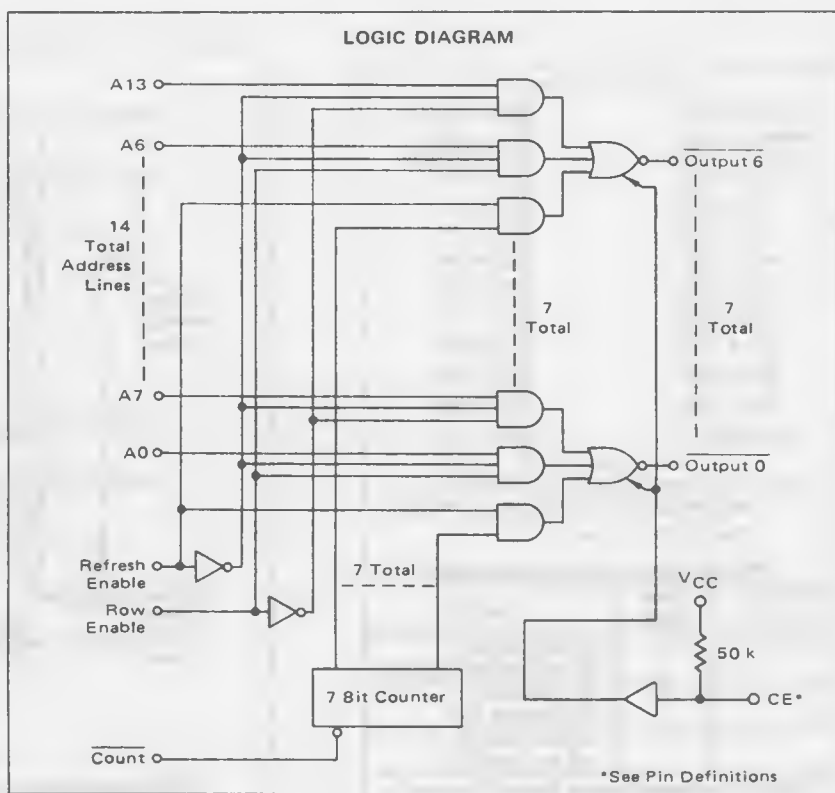 LOGIC DIAGRAM
A13
A6
Output 6
14
Total
Address
Lines
7
Total
7
Total
A7
A0
Output 0
Refresh
Enable
7 Total
Row
Enable
VCC
50 k
7 Bit Counter
CE*
Count
*See Pin Definitions